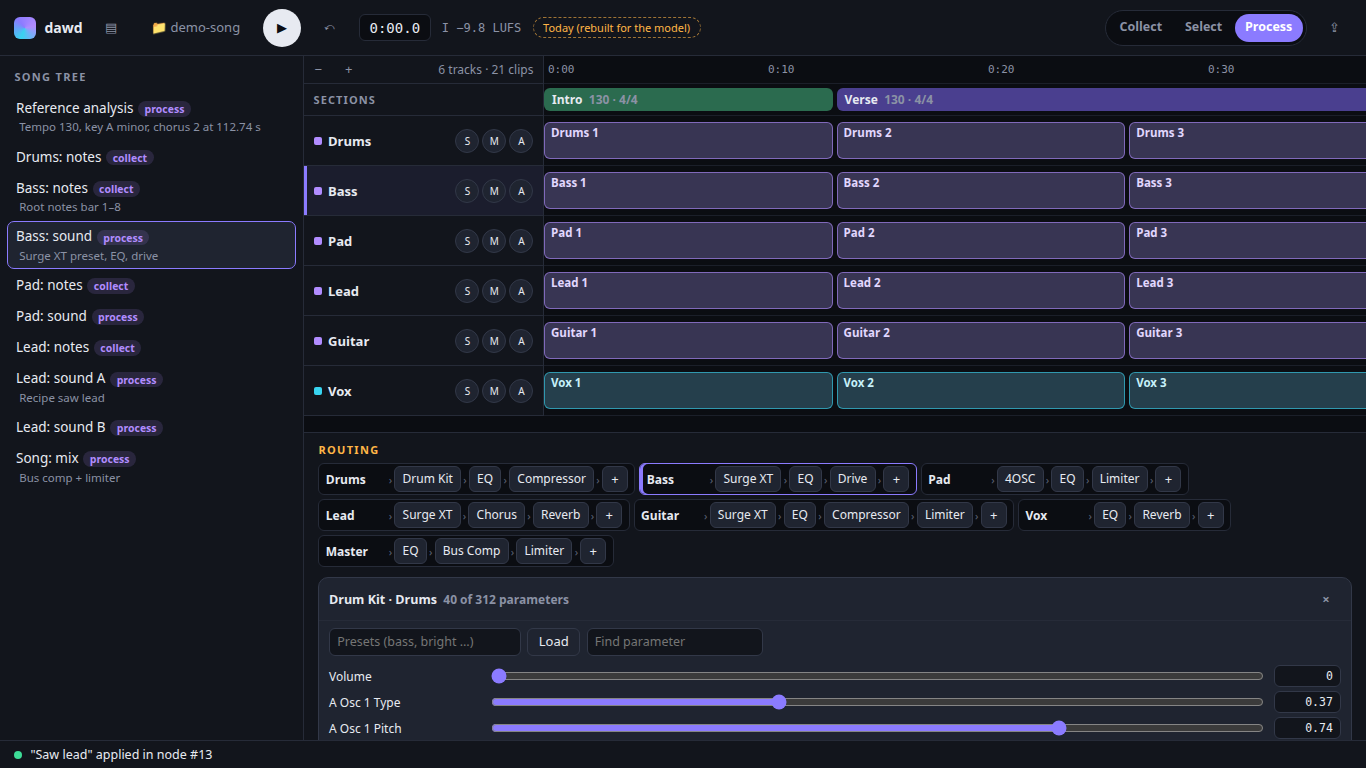 dawd
demo-song
0:00.0
I −9.8 LUFS
Today (rebuilt for the model)
Collect Select Process
SONG TREE
Reference analysis process
Tempo 130, key A minor, chorus 2 at 112.74 s
Drums: notes collect
Bass: notes collect
Root notes bar 1–8
Bass: sound process
Surge XT preset, EQ, drive
Pad: notes collect
Pad: sound process
Lead: notes collect
Lead: sound A process
Recipe saw lead
Lead: sound B process
Song: mix process
Bus comp + limiter
− + 6 tracks · 21 clips 0:00 0:10 0:20 0:30
SECTIONS Intro 130 · 4/4 Verse 130 · 4/4
Drums S M A Drums 1 Drums 2 Drums 3
Bass S M A Bass 1 Bass 2 Bass 3
Pad S M A Pad 1 Pad 2 Pad 3
Lead S M A Lead 1 Lead 2 Lead 3
Guitar S M A Guitar 1 Guitar 2 Guitar 3
Vox S M A Vox 1 Vox 2 Vox 3
ROUTING
Drums › Drum Kit › EQ › Compressor › + Bass › Surge XT › EQ › Drive › + Pad › 4OSC › EQ › Limiter › +
Lead › Surge XT › Chorus › Reverb › + Guitar › Surge XT › EQ › Compressor › Limiter › + Vox › EQ › Reverb › +
Master › EQ › Bus Comp › Limiter › +
Drum Kit · Drums 40 of 312 parameters ×
Presets (bass, bright ...) Load Find parameter
Volume 0
A Osc 1 Type 0.37
A Osc 1 Pitch 0.74
"Saw lead" applied in node #13